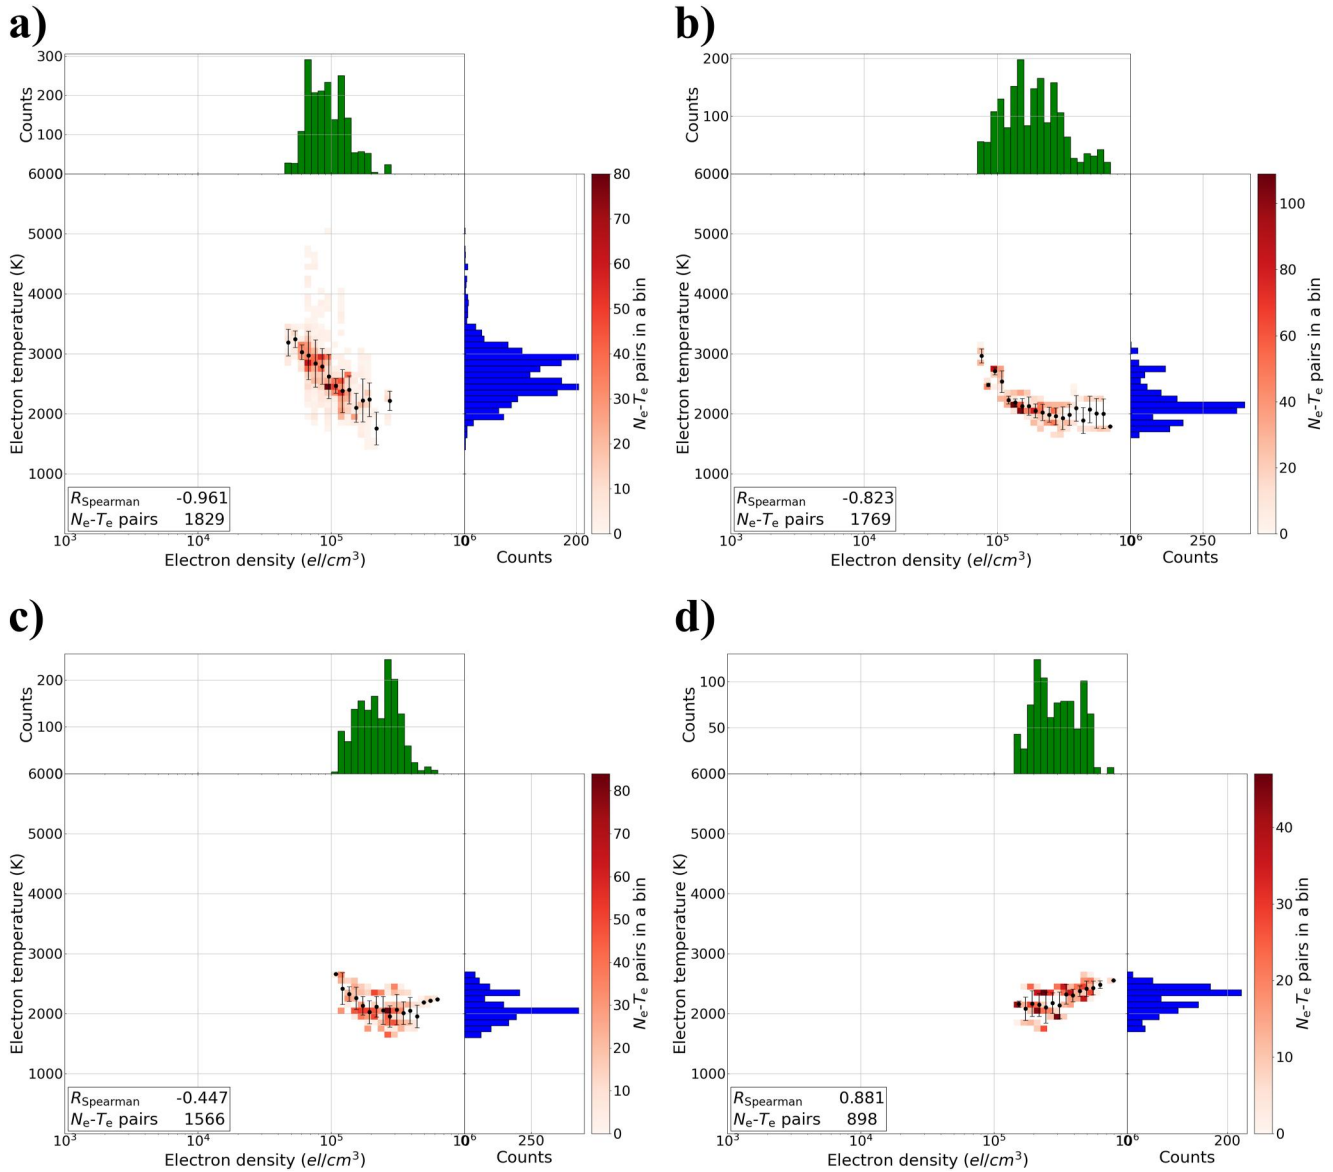 a)
300
200
100
Counts
6000
0
5000
4000
3000
2000
1000
Electron temperature (K)
R_Spearman -0.961
N_e-T_e pairs 1829
10^3
10^4
10^5
10^6
Electron density (el/cm^3)
0
200
Counts
80
70
60
50
40
30
20
10
0
N_e-T_e pairs in a bin
b)
200
100
Counts
6000
0
5000
4000
3000
2000
1000
Electron temperature (K)
R_Spearman -0.823
N_e-T_e pairs 1769
10^3
10^4
10^5
10^6
Electron density (el/cm^3)
0
250
Counts
100
80
60
40
20
0
N_e-T_e pairs in a bin
c)
200
100
Counts
6000
0
5000
4000
3000
2000
1000
Electron temperature (K)
R_Spearman -0.447
N_e-T_e pairs 1566
10^3
10^4
10^5
10^6
Electron density (el/cm^3)
0
250
Counts
80
70
60
50
40
30
20
10
0
N_e-T_e pairs in a bin
d)
100
50
Counts
6000
0
5000
4000
3000
2000
1000
Electron temperature (K)
R_Spearman 0.881
N_e-T_e pairs 898
10^3
10^4
10^5
10^6
Electron density (el/cm^3)
0
200
Counts
40
30
20
10
0
N_e-T_e pairs in a bin